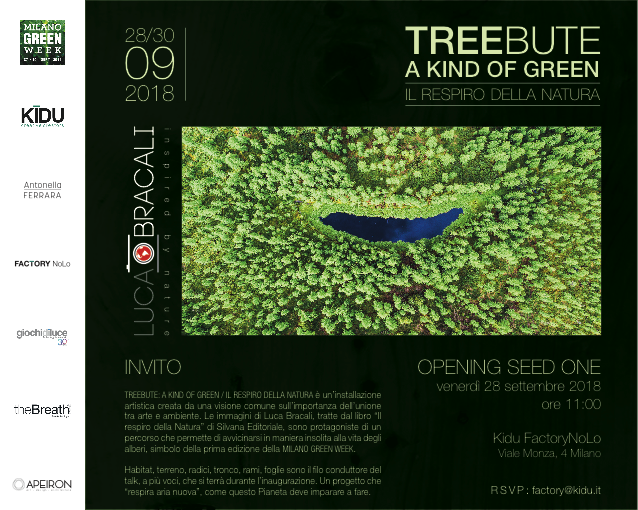 MILANO
GREEN
WEEK
KIDU
Antonella
FERRARA
FACTORY NoLo
giochidiluce
theBreath
APEIRON
28/30
09
2018
TREEBUTE
A KIND OF GREEN
IL RESPIRO DELLA NATURA
LUCA BRACALI
inspired by nature
INVITO
TREEBUTE: A KIND OF GREEN / IL RESPIRO DELLA NATURA è un'installazione
artistica creata da una visione comune sull'importanza dell'unione
tra arte e ambiente. Le immagini di Luca Bracali, tratte dal libro "Il
respiro della Natura" di Silvana Editoriale, sono protagoniste di un
percorso che permette di avvicinarsi in maniera insolita alla vita degli
alberi, simbolo della prima edizione della MILANO GREEN WEEK.
Habitat, terreno, radici, tronco, rami, foglie sono il filo conduttore del
talk, a più voci, che si terrà durante l'inaugurazione. Un progetto che
"respira aria nuova", come questo Pianeta deve imparare a fare.
OPENING SEED ONE
venerdì 28 settembre 2018
ore 11:00
Kidu FactoryNoLo
Viale Monza, 4 Milano
RSVP: factory@kidu.it